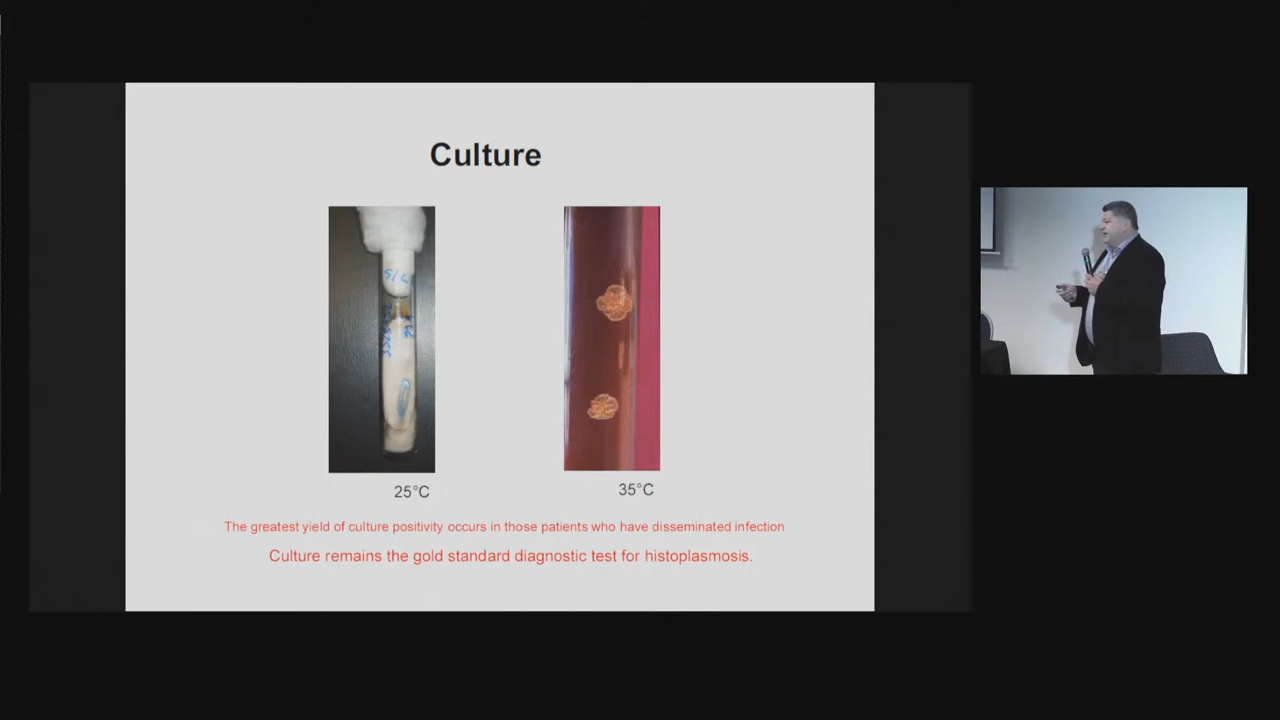 Culture
S/C
25°C
35°C
The greatest yield of culture positivity occurs in those patients who have disseminated infection
Culture remains the gold standard diagnostic test for histoplasmosis.